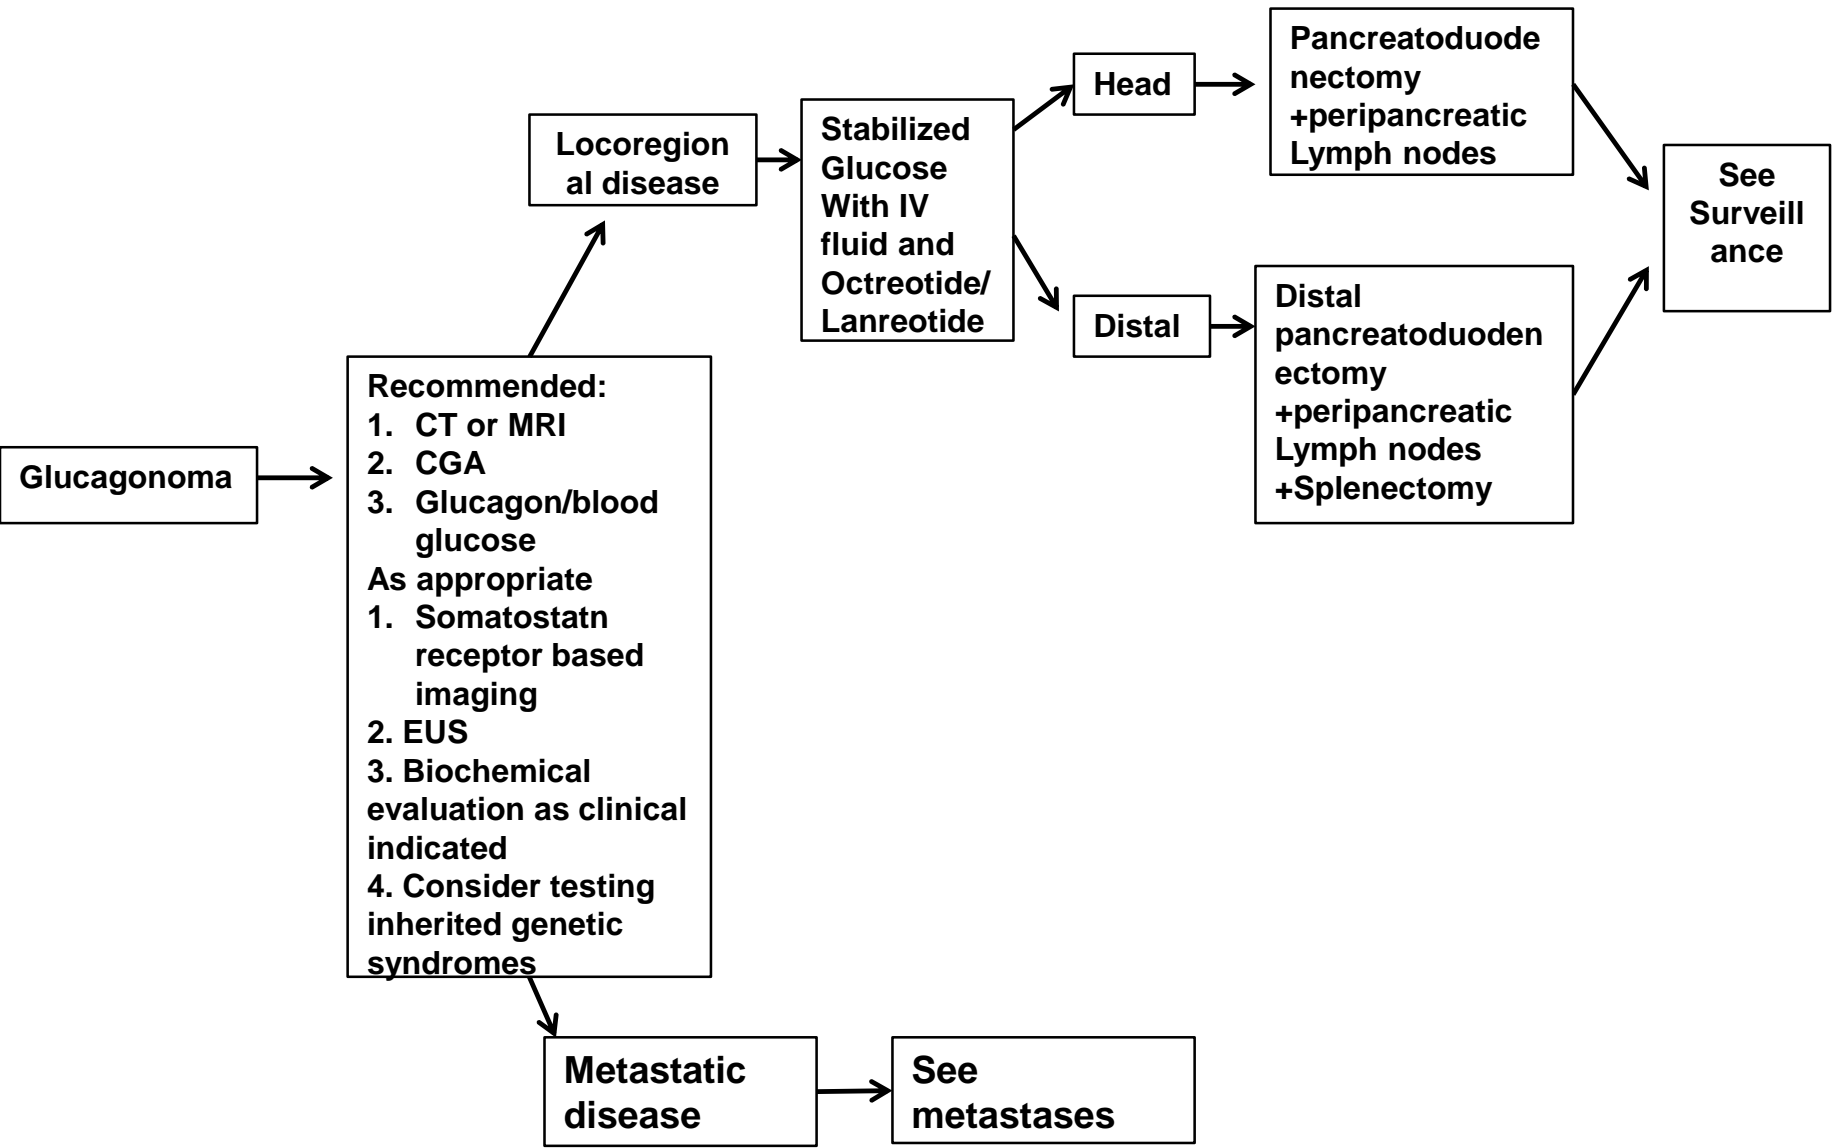 Glucagonoma
Recommended:
1. CT or MRI
2. CGA
3. Glucagon/blood
glucose
As appropriate
1. Somatostatn
receptor based
imaging
2. EUS
3. Biochemical
evaluation as clinical
indicated
4. Consider testing
inherited genetic
syndromes
Locoregion
al disease
Stabilized
Glucose
With IV
fluid and
Octreotide/
Lanreotide
Head
Pancreatoduode
nectomy
+peripancreatic
Lymph nodes
Distal
Distal
pancreatoduoden
ectomy
+peripancreatic
Lymph nodes
+Splenectomy
See
Surveill
ance
Metastatic
disease
See
metastases